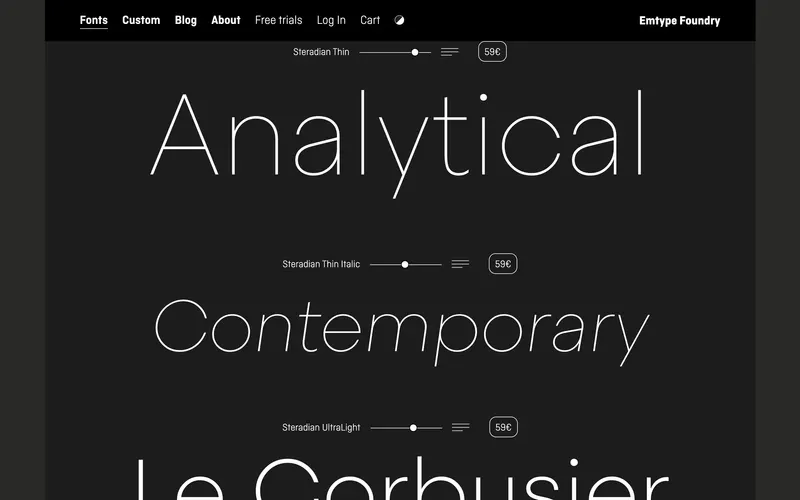 Fonts Custom Blog About Free trials Log In Cart Emtype Foundry
Steradian Thin 59€
Analytical
Steradian Thin Italic 59€
Contemporary
Steradian UltraLight 59€
Le Corbusier